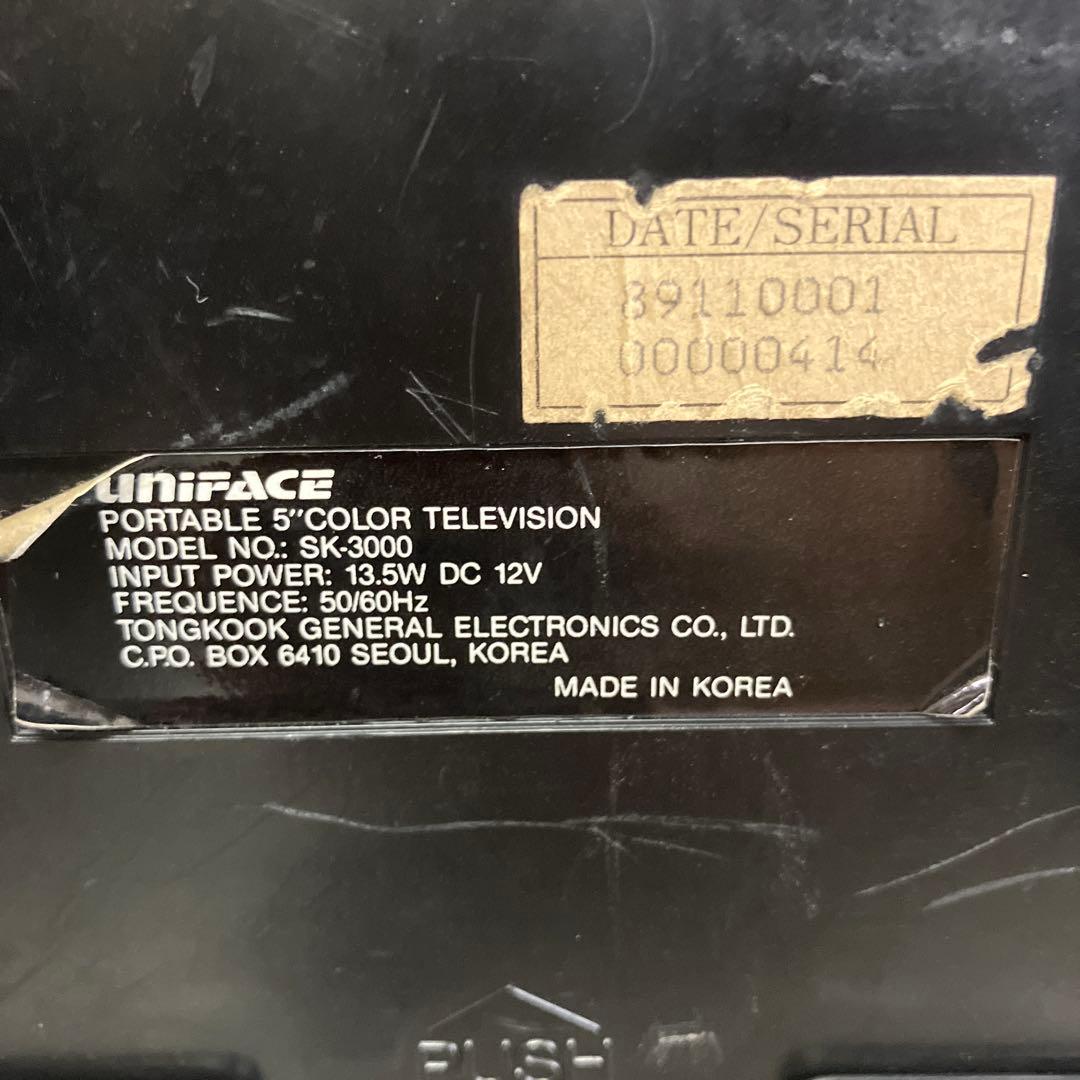 DATE/SERIAL
89110001
00000414
UNIFACE
PORTABLE 5"COLOR TELEVISION
MODEL NO.: SK-3000
INPUT POWER: 13.5W DC 12V
FREQUENCE: 50/60Hz
TONGKOOK GENERAL ELECTRONICS CO., LTD.
C.P.O. BOX 6410 SEOUL, KOREA
MADE IN KOREA
PUSH